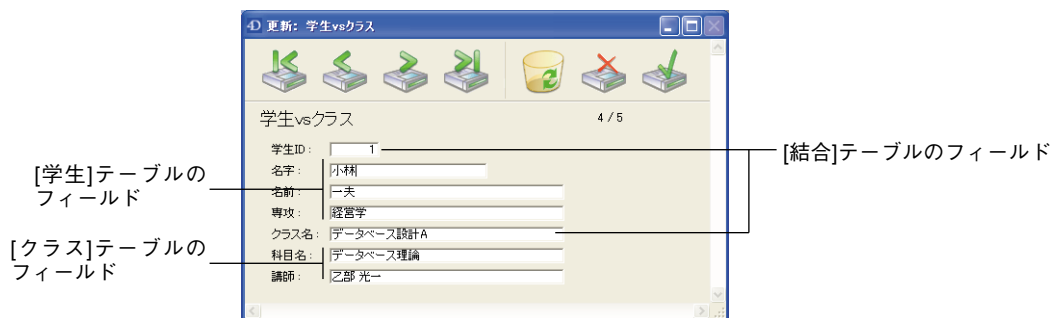 更新: 学生vsクラス
学生vsクラス
4 / 5
学生ID :
1
名字 :
小林
名前 :
一夫
専攻 :
経営学
クラス名 :
データベース設計A
科目名 :
データベース理論
講師 :
乙部 光一
[学生]テーブルの
フィールド
[クラス]テーブルの
フィールド
[結合]テーブルのフィールド